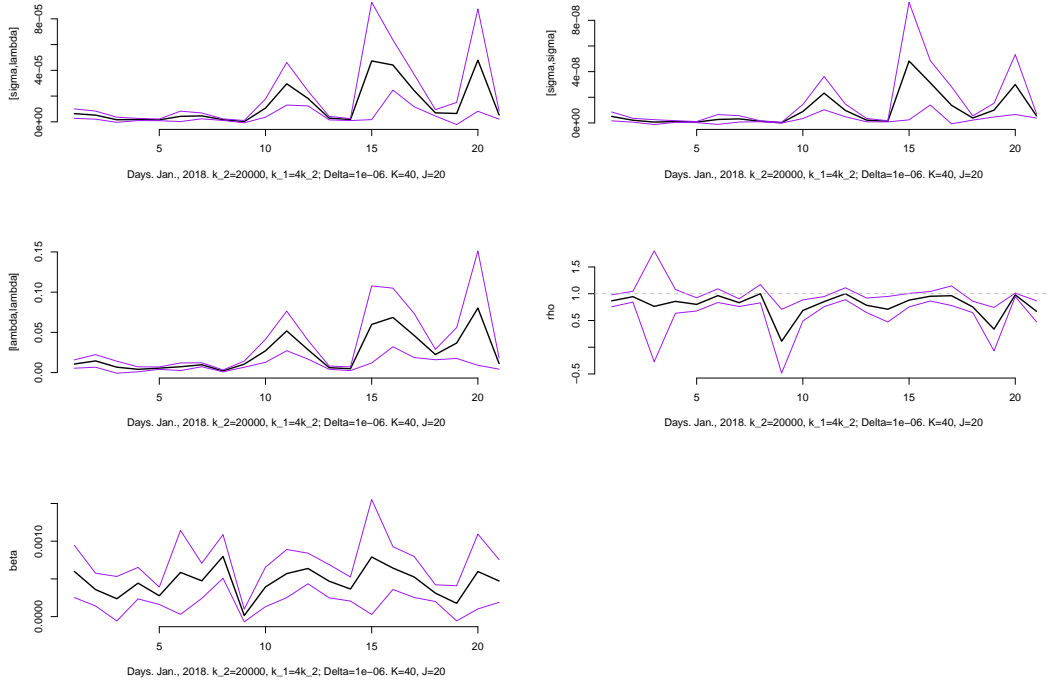 [sigma,lambda]
0e+00 4e-05 8e-05
5 10 15 20
Days. Jan., 2018. k_2=20000, k_1=4k_2; Delta=1e-06. K=40, J=20
[sigma,sigma]
0e+00 4e-08 8e-08
5 10 15 20
Days. Jan., 2018. k_2=20000, k_1=4k_2; Delta=1e-06. K=40, J=20
[lambda,lambda]
0.00 0.05 0.10 0.15
5 10 15 20
Days. Jan., 2018. k_2=20000, k_1=4k_2; Delta=1e-06. K=40, J=20
rho
−0.5 0.5 1.0 1.5
5 10 15 20
Days. Jan., 2018. k_2=20000, k_1=4k_2; Delta=1e-06. K=40, J=20
beta
0.0000 0.0010
5 10 15 20
Days. Jan., 2018. k_2=20000, k_1=4k_2; Delta=1e-06. K=40, J=20